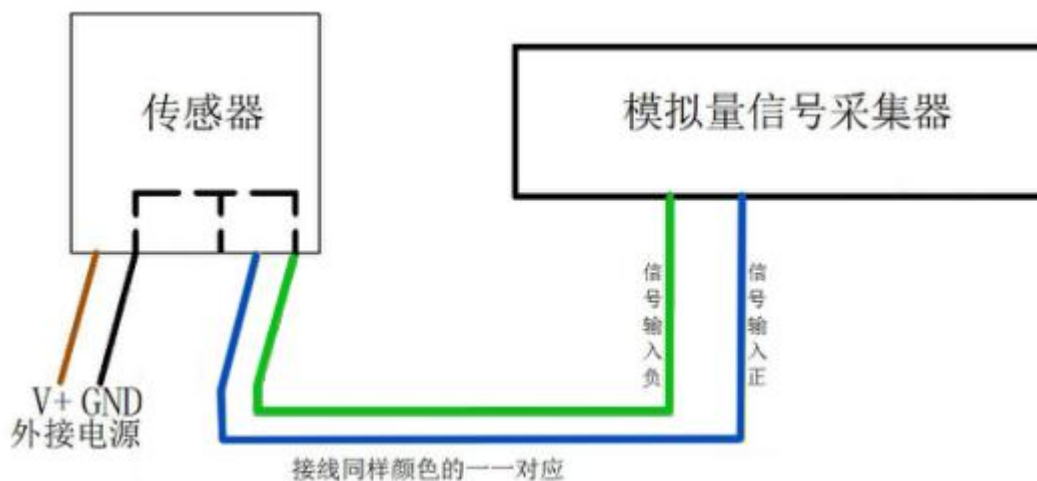 传感器
模拟量信号采集器
信号输入负
信号输入正
V+ GND
外接电源
接线同样颜色的一一对应